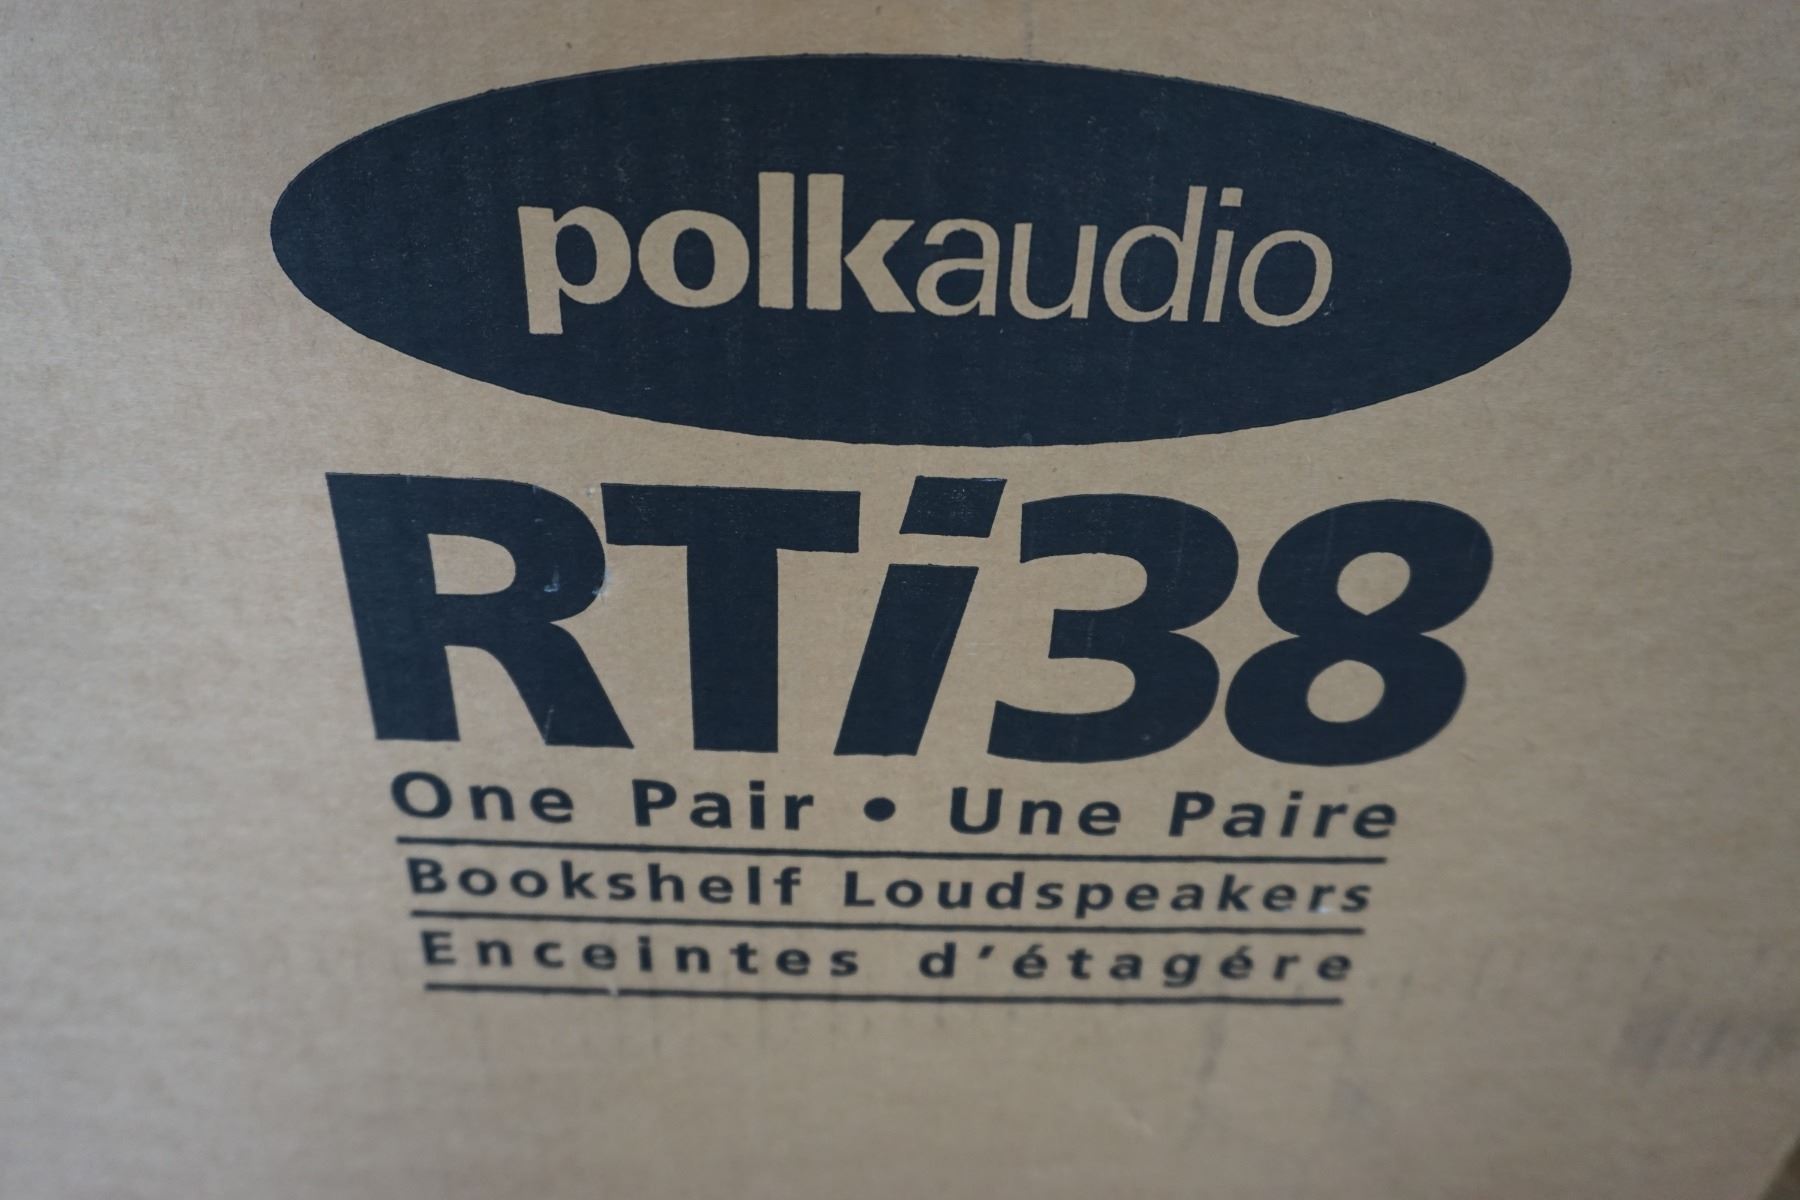 polkaudio
RTi38
One Pair • Une Paire
Bookshelf Loudspeakers
Enceintes d'étagére